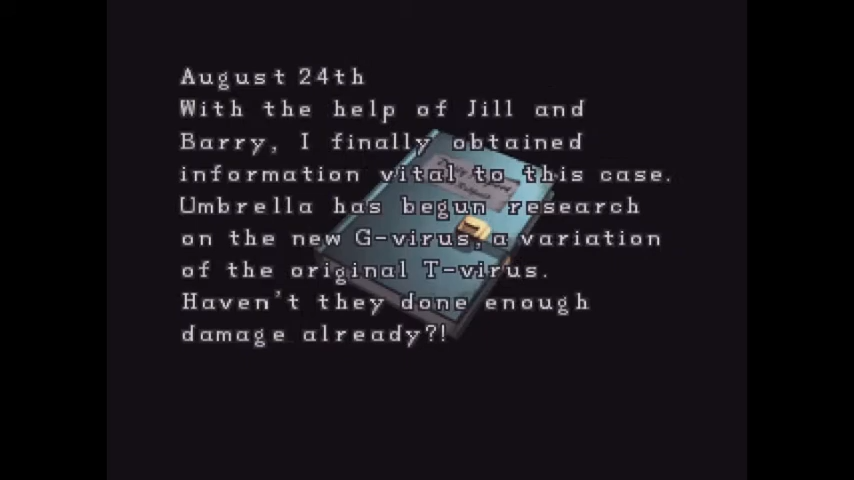 August 24th
With the help of Jill and
Barry, I finally obtained
information vital to this case.
Umbrella has begun research
on the new G-virus, a variation
of the original T-virus.
Haven't they done enough
damage already?!